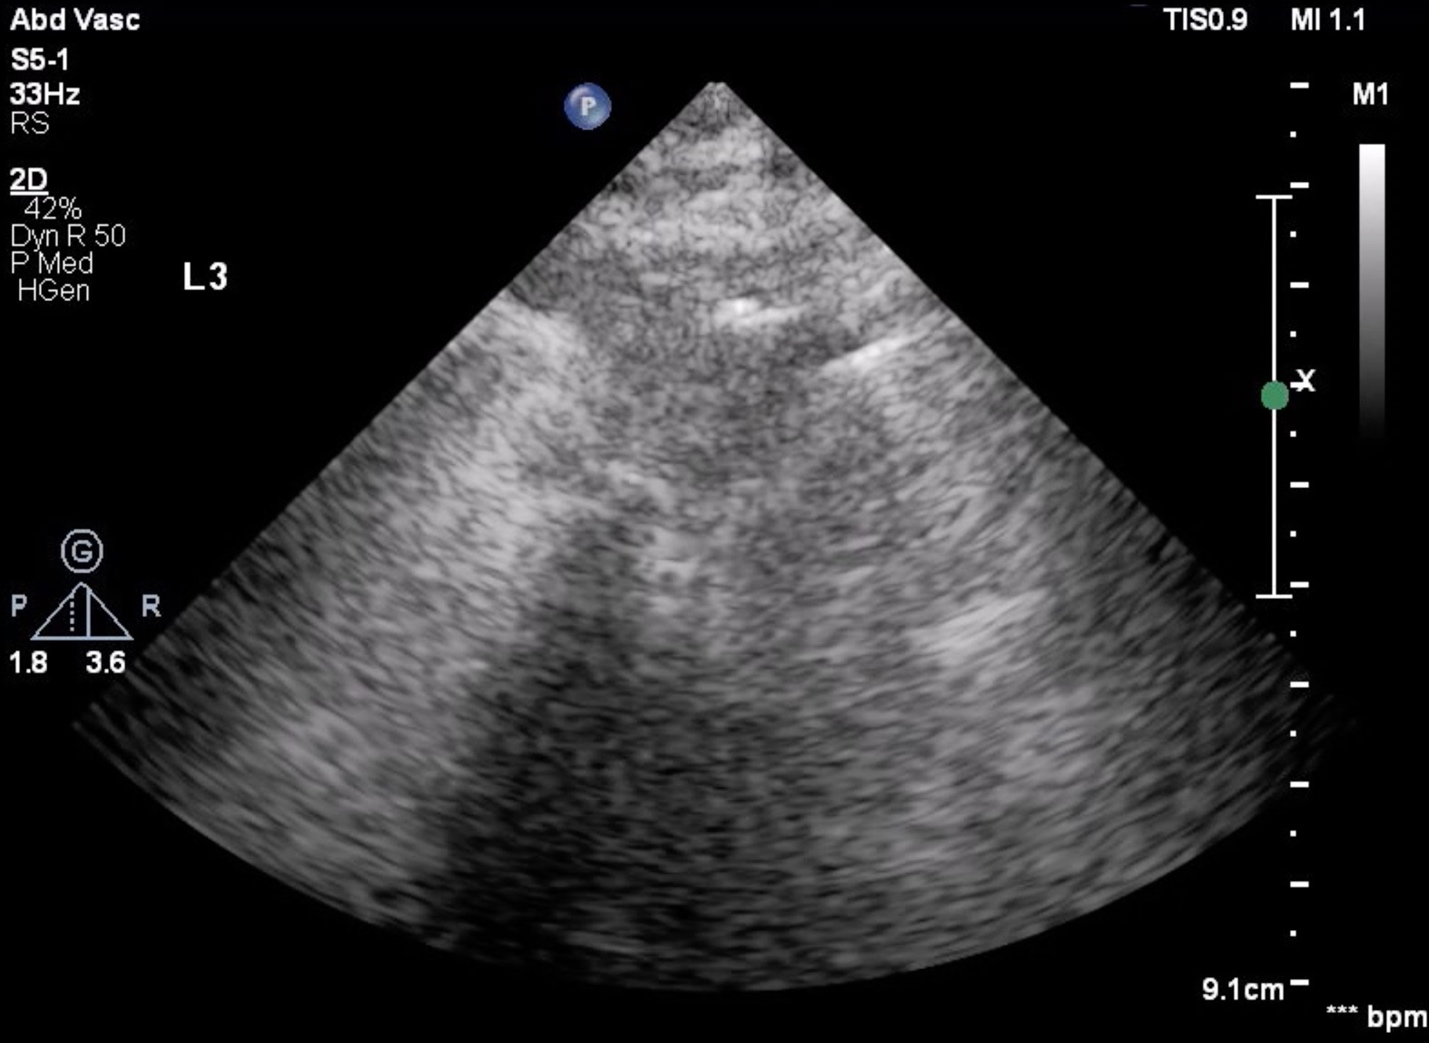 Abd Vasc
S5-1
33Hz
RS
2D
42%
Dyn R 50
P Med
HGen
L3
P
TIS0.9 MI 1.1
M1
X
G
P R
1.8 3.6
9.1cm
*** bpm